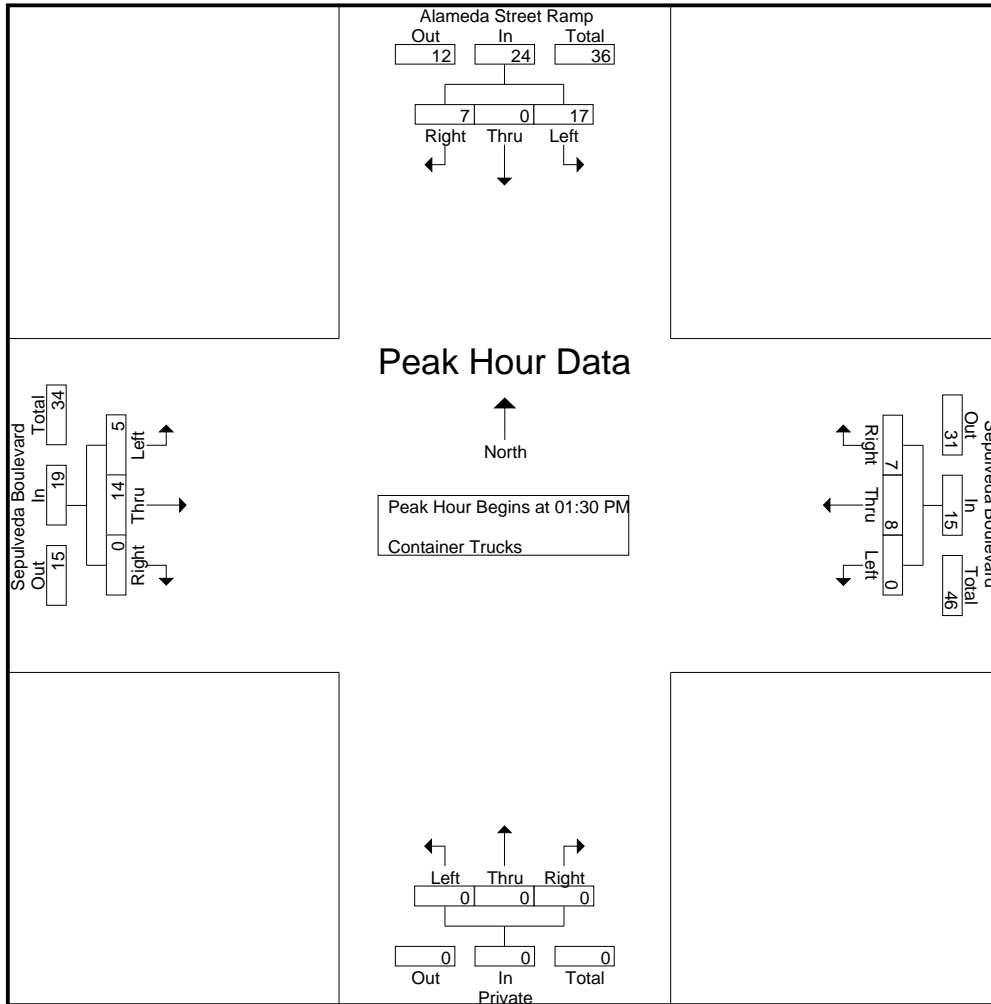 Alameda Street Ramp
Out In Total
12 24 36
7 0 17
Right Thru Left
Peak Hour Data
North
Peak Hour Begins at 01:30 PM
Container Trucks
Sepulveda Boulevard
Total In Out
34 19 15
5 14 0
Left Thru Right
Sepulveda Boulevard
Out In Total
31 15 46
7 8 0
Right Thru Left
Left Thru Right
0 0 0
0 0 0
Out In Total
Private